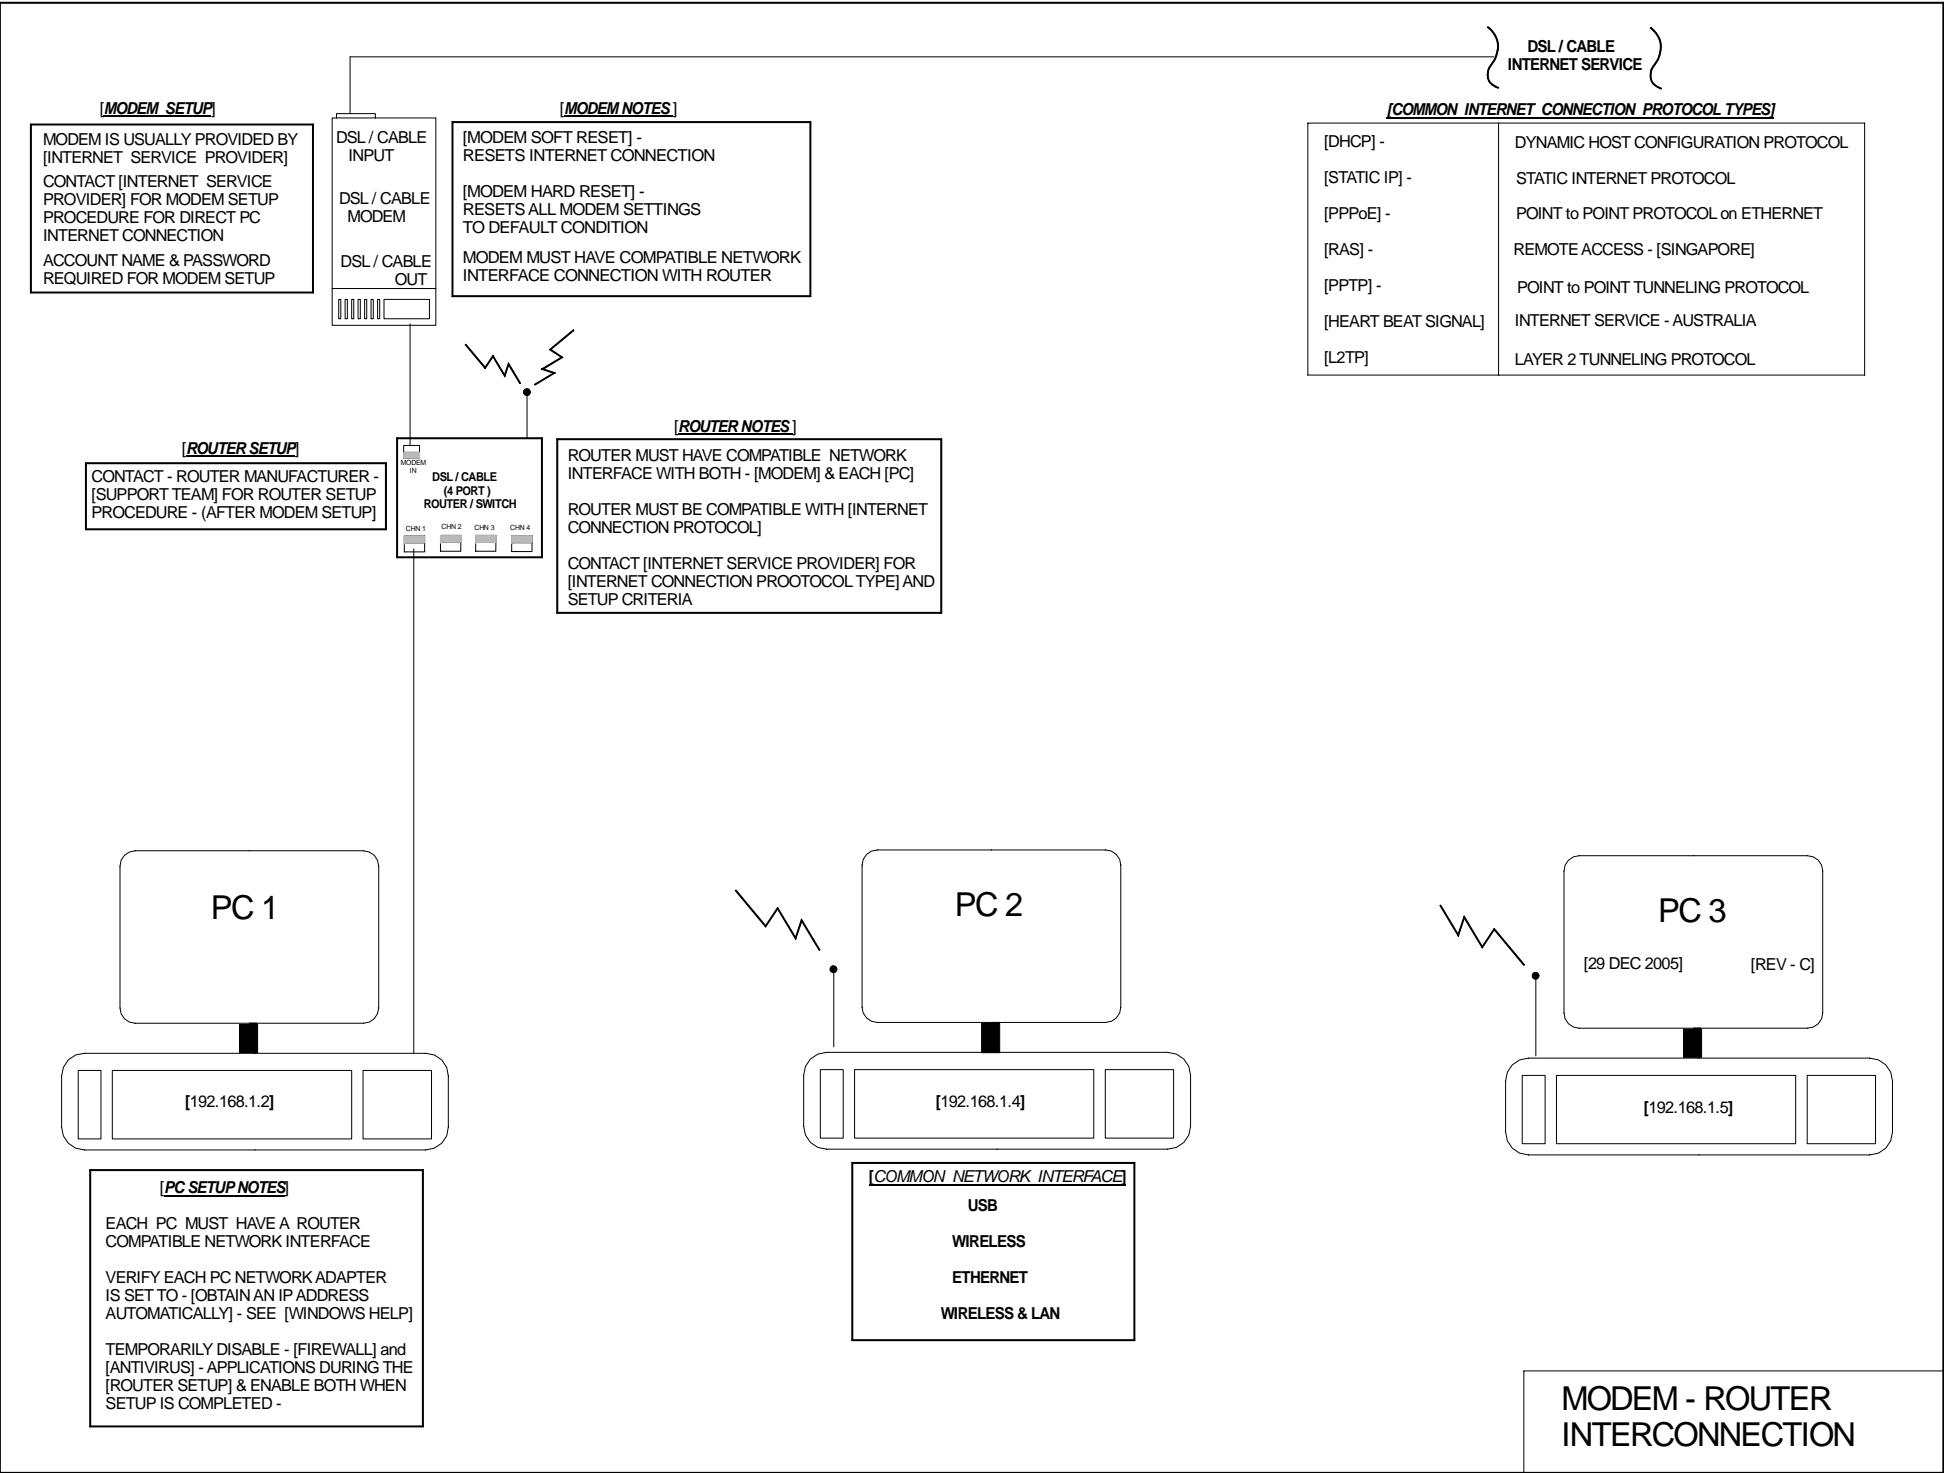 DSL / CABLE
INTERNET SERVICE
[MODEM SETUP]
MODEM IS USUALLY PROVIDED BY
[INTERNET SERVICE PROVIDER]
CONTACT [INTERNET SERVICE
PROVIDER] FOR MODEM SETUP
PROCEDURE FOR DIRECT PC
INTERNET CONNECTION
ACCOUNT NAME & PASSWORD
REQUIRED FOR MODEM SETUP
DSL / CABLE
INPUT
DSL / CABLE
MODEM
DSL / CABLE
OUT
[MODEM NOTES ]
[MODEM SOFT RESET] -
RESETS INTERNET CONNECTION
[MODEM HARD RESET] -
RESETS ALL MODEM SETTINGS
TO DEFAULT CONDITION
MODEM MUST HAVE COMPATIBLE NETWORK
INTERFACE CONNECTION WITH ROUTER
[COMMON INTERNET CONNECTION PROTOCOL TYPES]
[DHCP] - DYNAMIC HOST CONFIGURATION PROTOCOL
[STATIC IP] - STATIC INTERNET PROTOCOL
[PPPoE] - POINT to POINT PROTOCOL on ETHERNET
[RAS] - REMOTE ACCESS - [SINGAPORE]
[PPTP] - POINT to POINT TUNNELING PROTOCOL
[HEART BEAT SIGNAL] INTERNET SERVICE - AUSTRALIA
[L2TP] LAYER 2 TUNNELING PROTOCOL
[ROUTER SETUP]
CONTACT - ROUTER MANUFACTURER -
[SUPPORT TEAM] FOR ROUTER SETUP
PROCEDURE - (AFTER MODEM SETUP]
MODEM
IN
DSL / CABLE
(4 PORT )
ROUTER / SWITCH
CHN 1 CHN 2 CHN 3 CHN 4
[ROUTER NOTES ]
ROUTER MUST HAVE COMPATIBLE NETWORK
INTERFACE WITH BOTH - [MODEM] & EACH [PC]
ROUTER MUST BE COMPATIBLE WITH [INTERNET
CONNECTION PROTOCOL]
CONTACT [INTERNET SERVICE PROVIDER] FOR
[INTERNET CONNECTION PROOTOCOL TYPE] AND
SETUP CRITERIA
PC 1
[192.168.1.2]
PC 2
[192.168.1.4]
PC 3
[29 DEC 2005] [REV - C]
[192.168.1.5]
[PC SETUP NOTES]
EACH PC MUST HAVE A ROUTER
COMPATIBLE NETWORK INTERFACE
VERIFY EACH PC NETWORK ADAPTER
IS SET TO - [OBTAIN AN IP ADDRESS
AUTOMATICALLY] - SEE [WINDOWS HELP]
TEMPORARILY DISABLE - [FIREWALL] and
[ANTIVIRUS] - APPLICATIONS DURING THE
[ROUTER SETUP] & ENABLE BOTH WHEN
SETUP IS COMPLETED -
[COMMON NETWORK INTERFACE]
USB
WIRELESS
ETHERNET
WIRELESS & LAN
MODEM - ROUTER
INTERCONNECTION